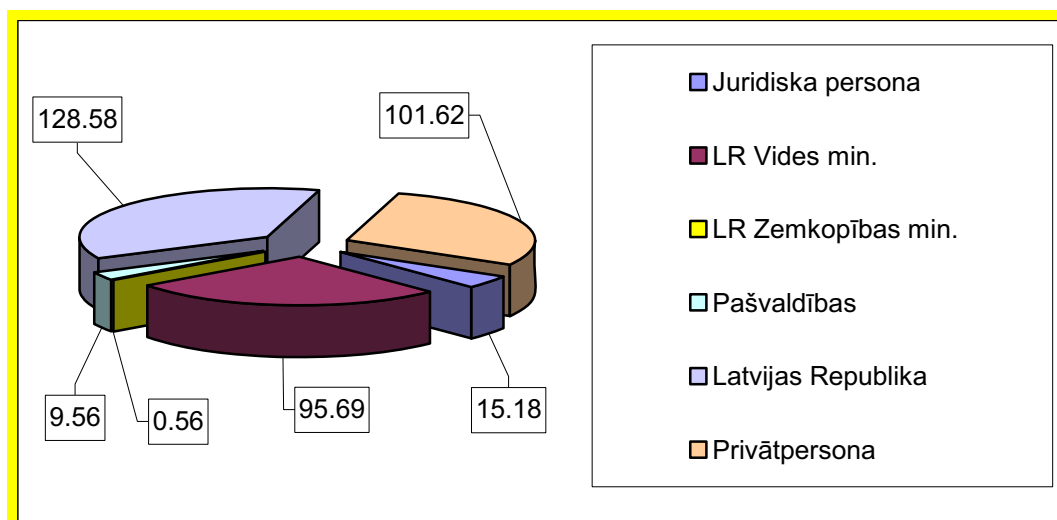 128.58
101.62
9.56
0.56
95.69
15.18
Juridiska persona
LR Vides min.
LR Zemkopības min.
Pašvaldības
Latvijas Republika
Privātpersona